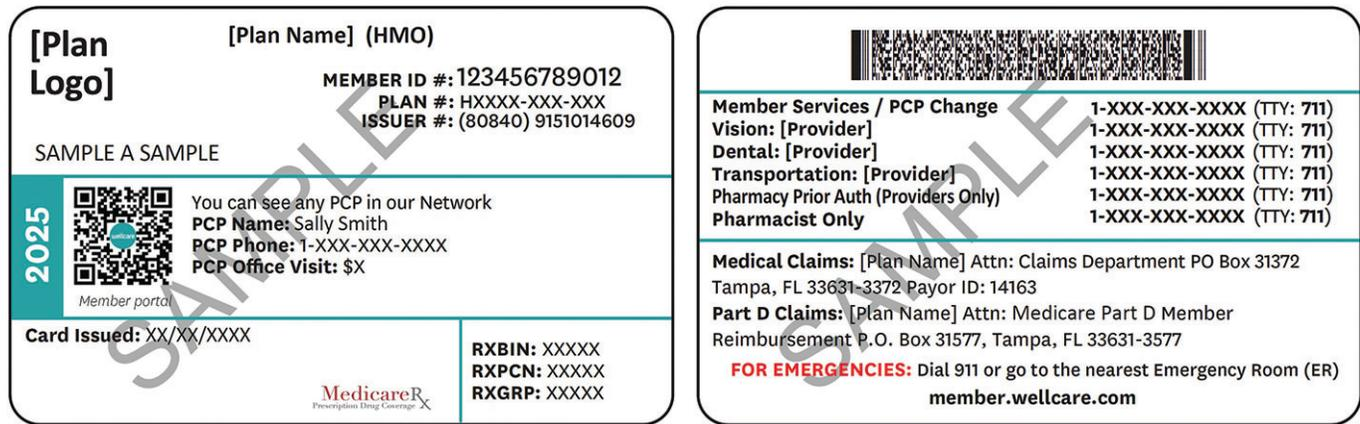 [Plan Logo]
[Plan Name] (HMO)
MEMBER ID #: 123456789012
PLAN #: HXXXX-XXX-XXX
ISSUER #: (80840) 9151014609
SAMPLE A SAMPLE
2025
wellcare
Member portal
You can see any PCP in our Network
PCP Name: Sally Smith
PCP Phone: 1-XXX-XXX-XXXX
PCP Office Visit: $X
Card Issued: XX/XX/XXXX
MedicareRx
Prescription Drug Coverage
RXBIN: XXXXX
RXPCN: XXXXX
RXGRP: XXXXX
SAMPLE
Member Services / PCP Change 1-XXX-XXX-XXXX (TTY: 711)
Vision: [Provider] 1-XXX-XXX-XXXX (TTY: 711)
Dental: [Provider] 1-XXX-XXX-XXXX (TTY: 711)
Transportation: [Provider] 1-XXX-XXX-XXXX (TTY: 711)
Pharmacy Prior Auth (Providers Only) 1-XXX-XXX-XXXX (TTY: 711)
Pharmacist Only 1-XXX-XXX-XXXX (TTY: 711)
Medical Claims: [Plan Name] Attn: Claims Department PO Box 31372
Tampa, FL 33631-3372 Payor ID: 14163
Part D Claims: [Plan Name] Attn: Medicare Part D Member
Reimbursement P.O. Box 31577, Tampa, FL 33631-3577
FOR EMERGENCIES: Dial 911 or go to the nearest Emergency Room (ER)
member.wellcare.com
SAMPLE